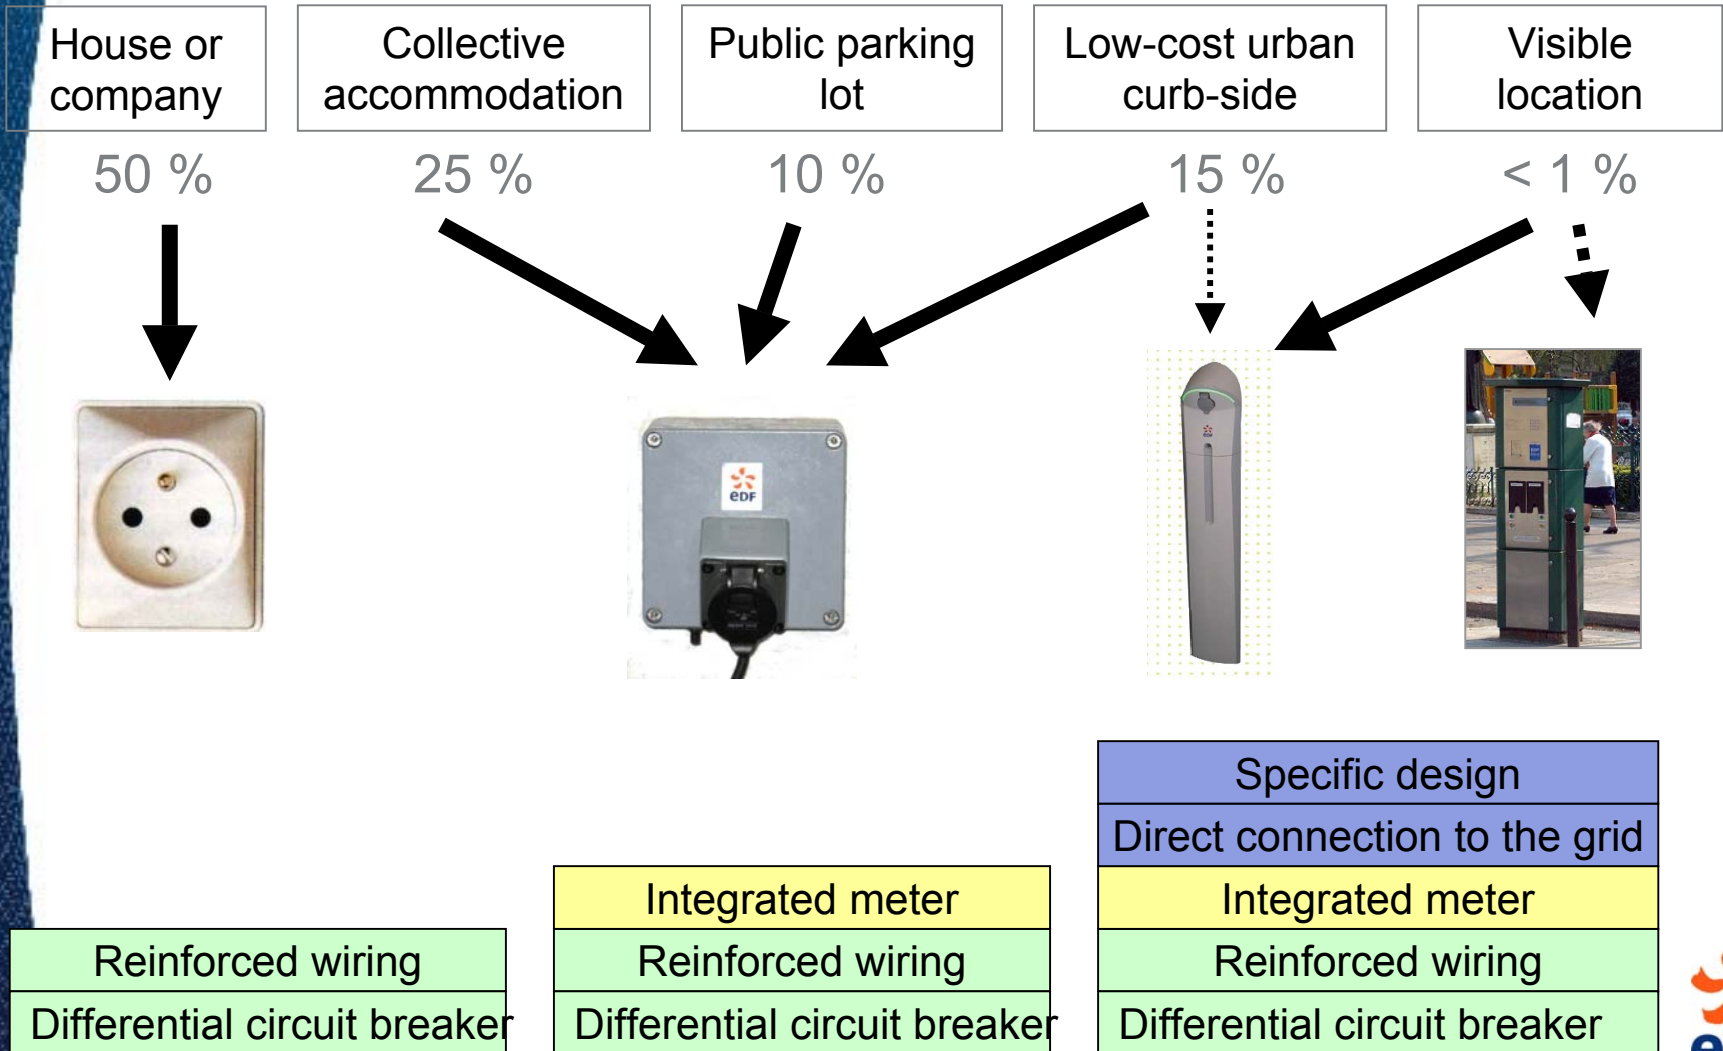 House or
company
Collective
accommodation
Public parking
lot
Low-cost urban
curb-side
Visible
location
50 %
25 %
10 %
15 %
< 1 %
eDF
eDF
Specific design
Direct connection to the grid
Integrated meter
Integrated meter
Reinforced wiring
Reinforced wiring
Reinforced wiring
Differential circuit breaker
Differential circuit breaker
Differential circuit breaker
e